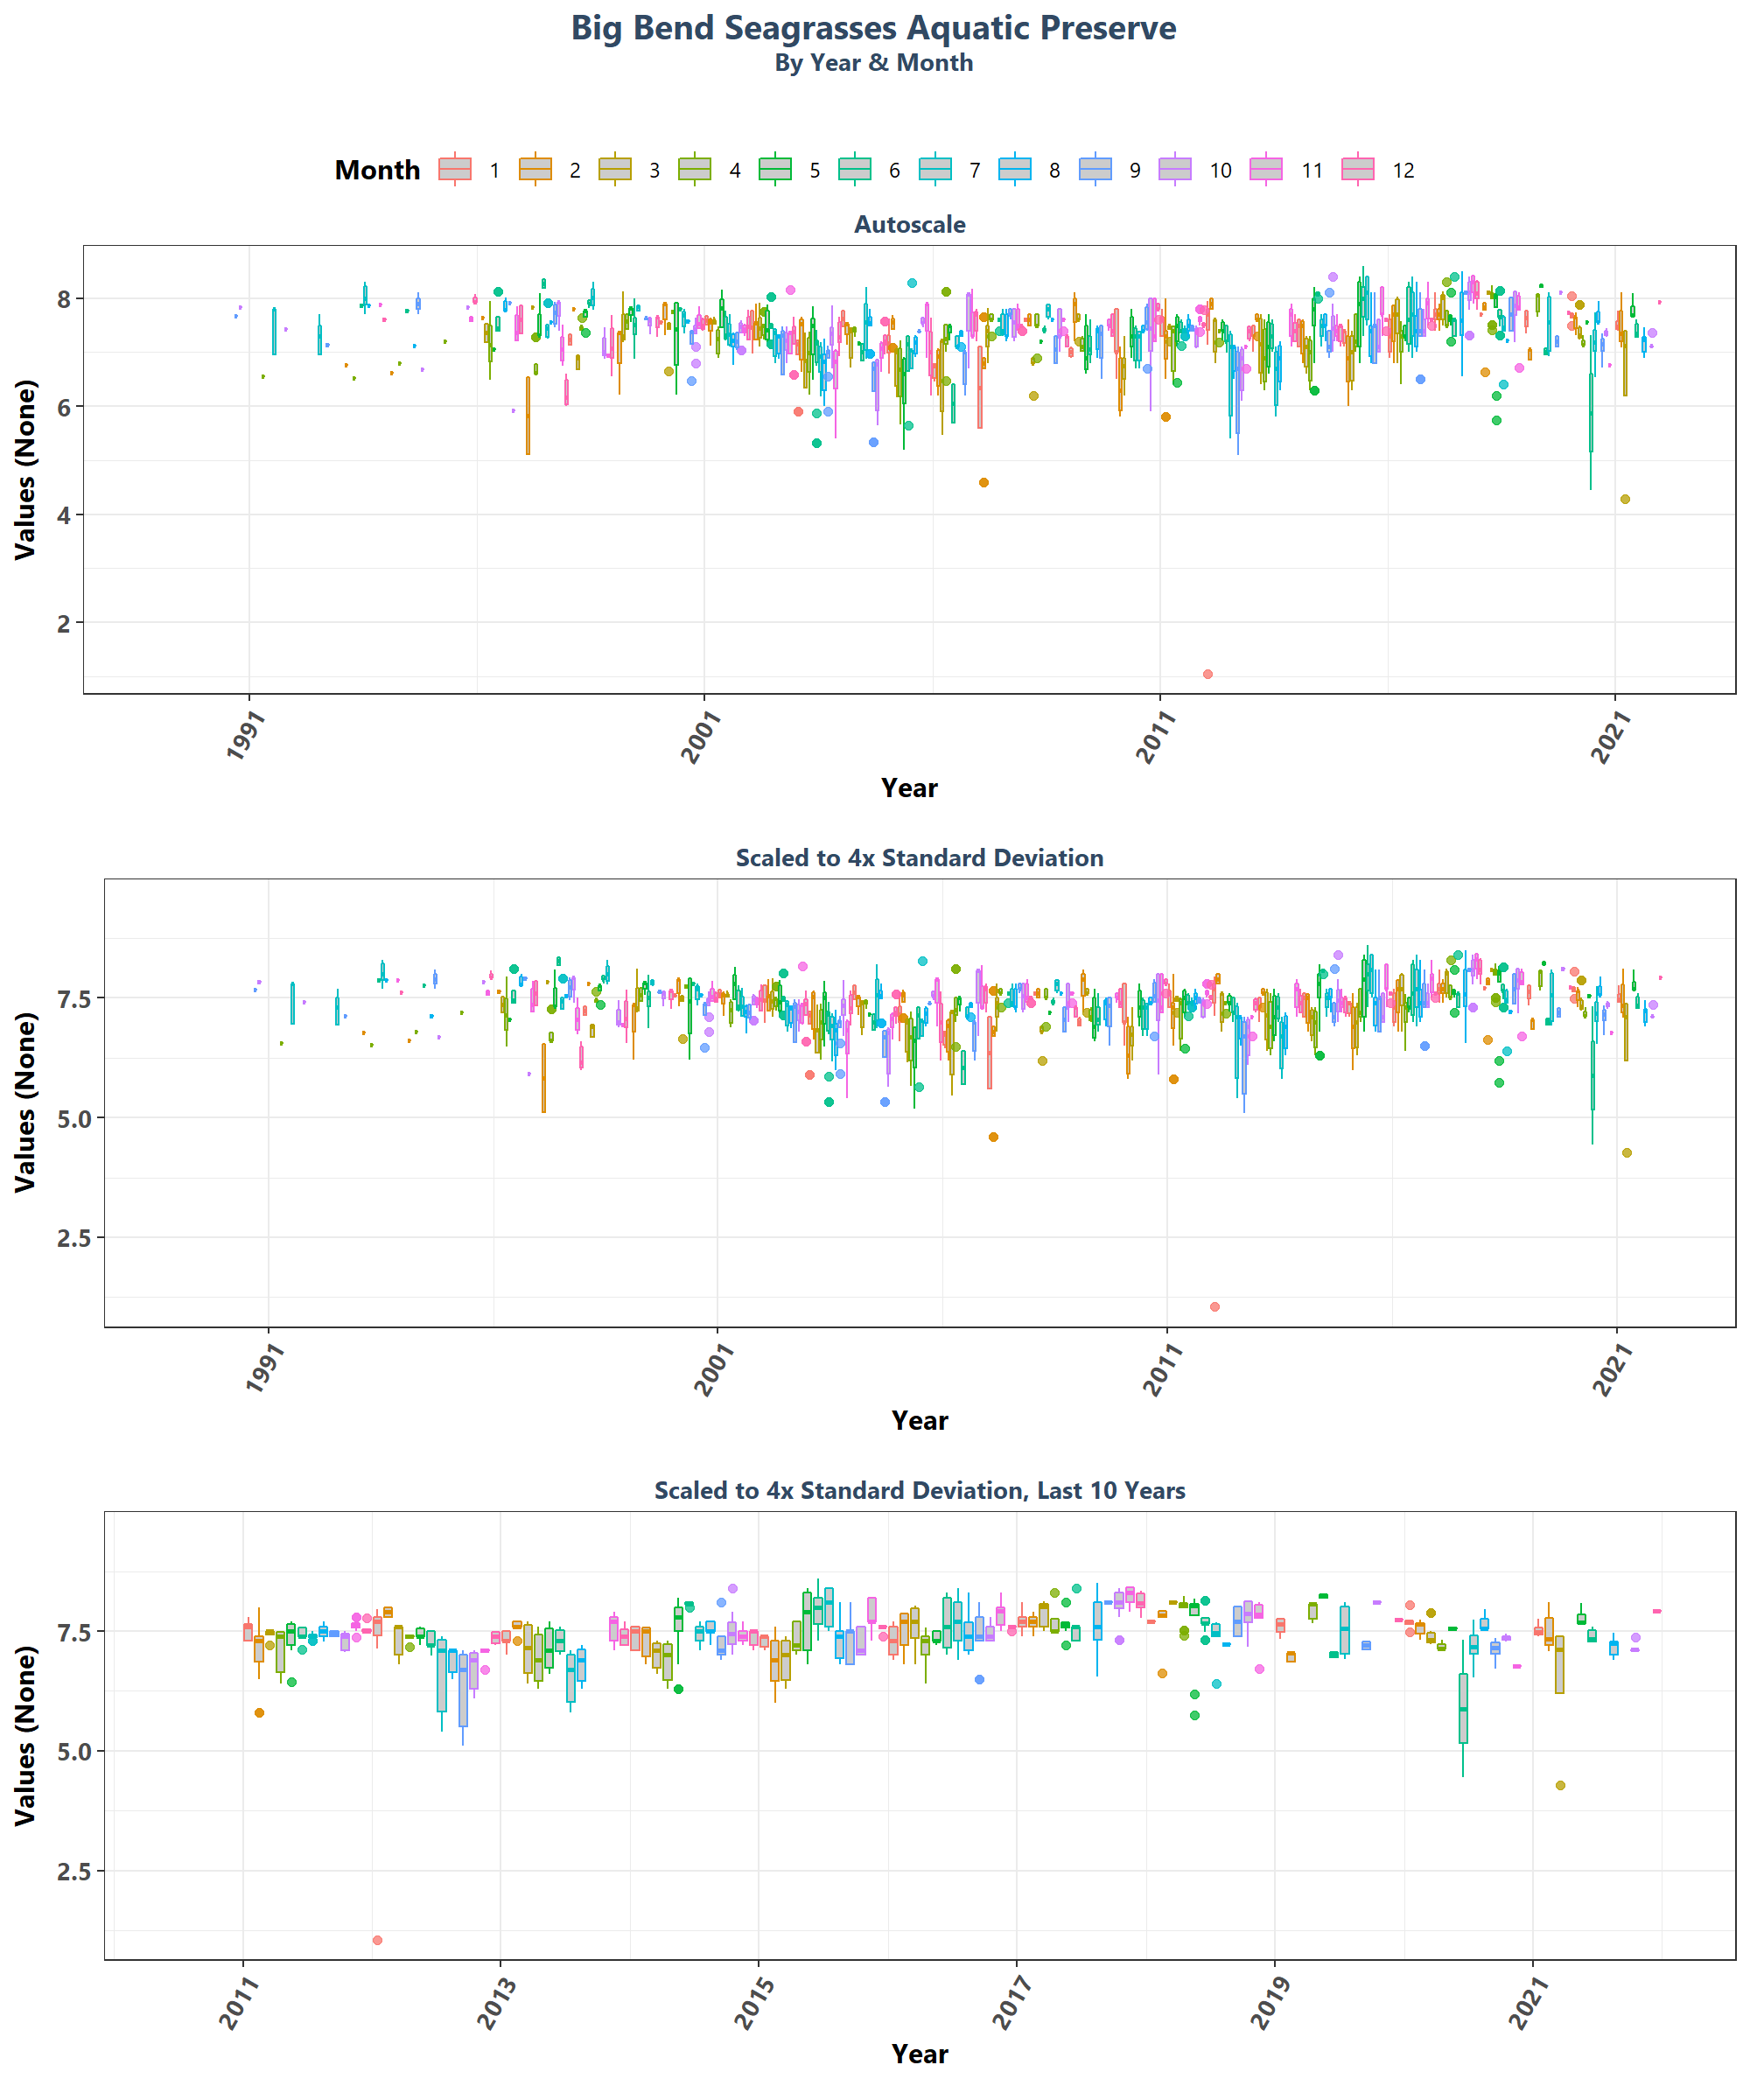 Big Bend Seagrasses Aquatic Preserve
By Year & Month
Month 1 2 3 4 5 6 7 8 9 10 11 12
Autoscale
Values (None)
8
6
4
2
1991 2001 2011 2021
Year
Scaled to 4x Standard Deviation
Values (None)
7.5
5.0
2.5
1991 2001 2011 2021
Year
Scaled to 4x Standard Deviation, Last 10 Years
Values (None)
7.5
5.0
2.5
2011 2013 2015 2017 2019 2021
Year